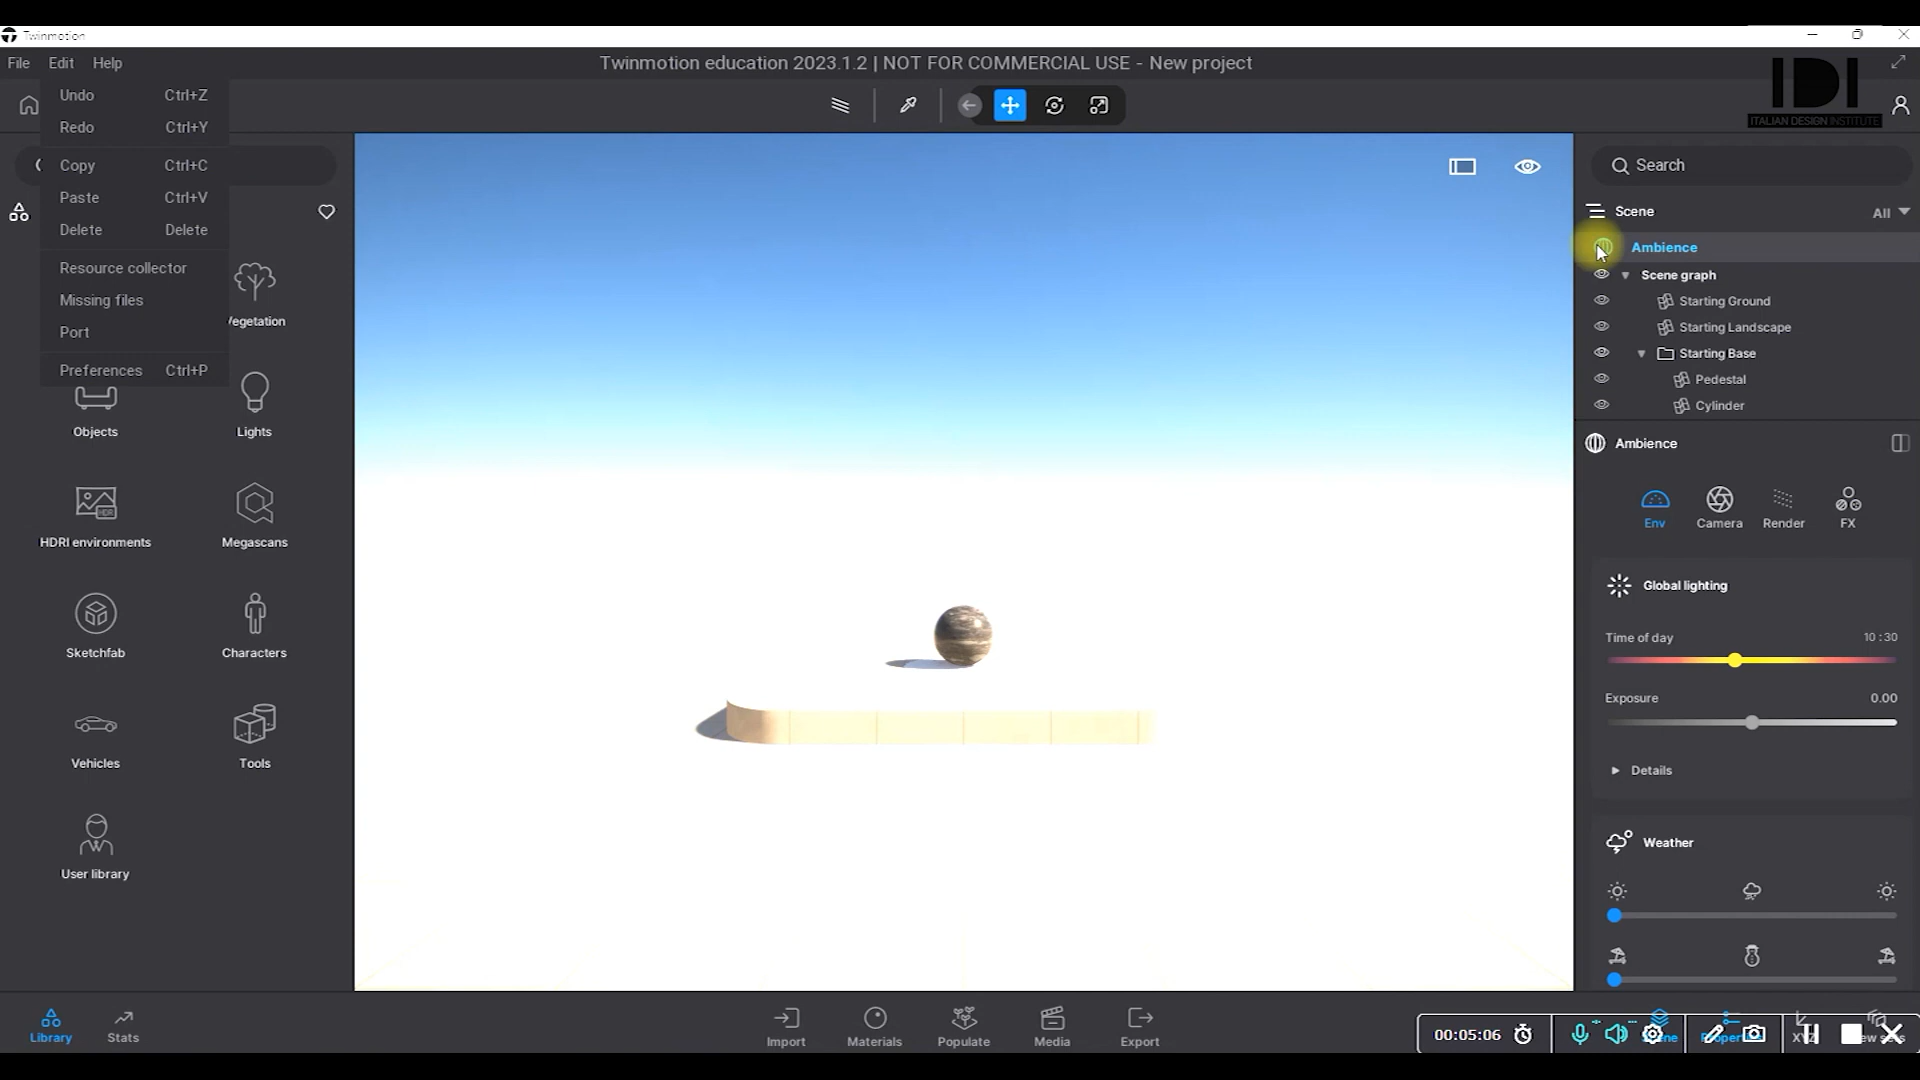 Twinmotion
File Edit Help
Twinmotion education 2023.1.2 | NOT FOR COMMERCIAL USE - New project
IDI
ITALIAN DESIGN INSTITUTE
Undo Ctrl+Z
Redo Ctrl+Y
Copy Ctrl+C
Paste Ctrl+V
Delete Delete
Resource collector
Missing files
Port
Preferences Ctrl+P
Vegetation
Objects
Lights
HDRI environments
Megascans
Sketchfab
Characters
Vehicles
Tools
User library
Search
Scene All
Ambience
Scene graph
Starting Ground
Starting Landscape
Starting Base
Pedestal
Cylinder
Ambience
Env Camera Render FX
Global lighting
Time of day 10:30
Exposure 0.00
Details
Weather
Library Stats
Import Materials Populate Media Export
00:05:06